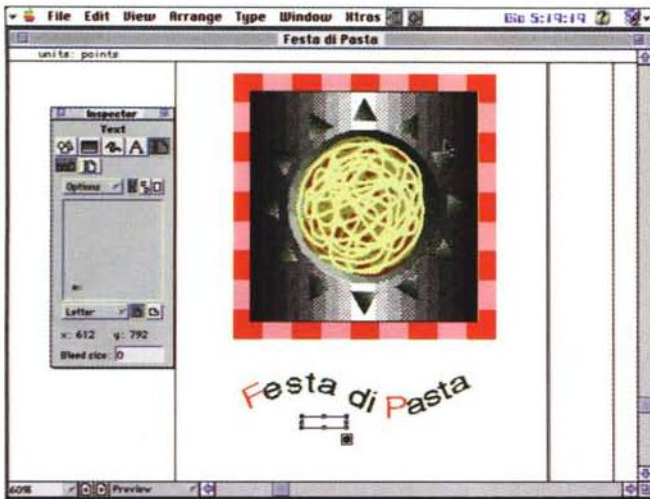 File Edit View Arrange Type Window Xtras Gio 5:19:19
Festa di Pasta
units: points
Inspector
Text
Options
Letter
x: 612 y: 792
Bleed size: 0
Festa di Pasta
60% Preview